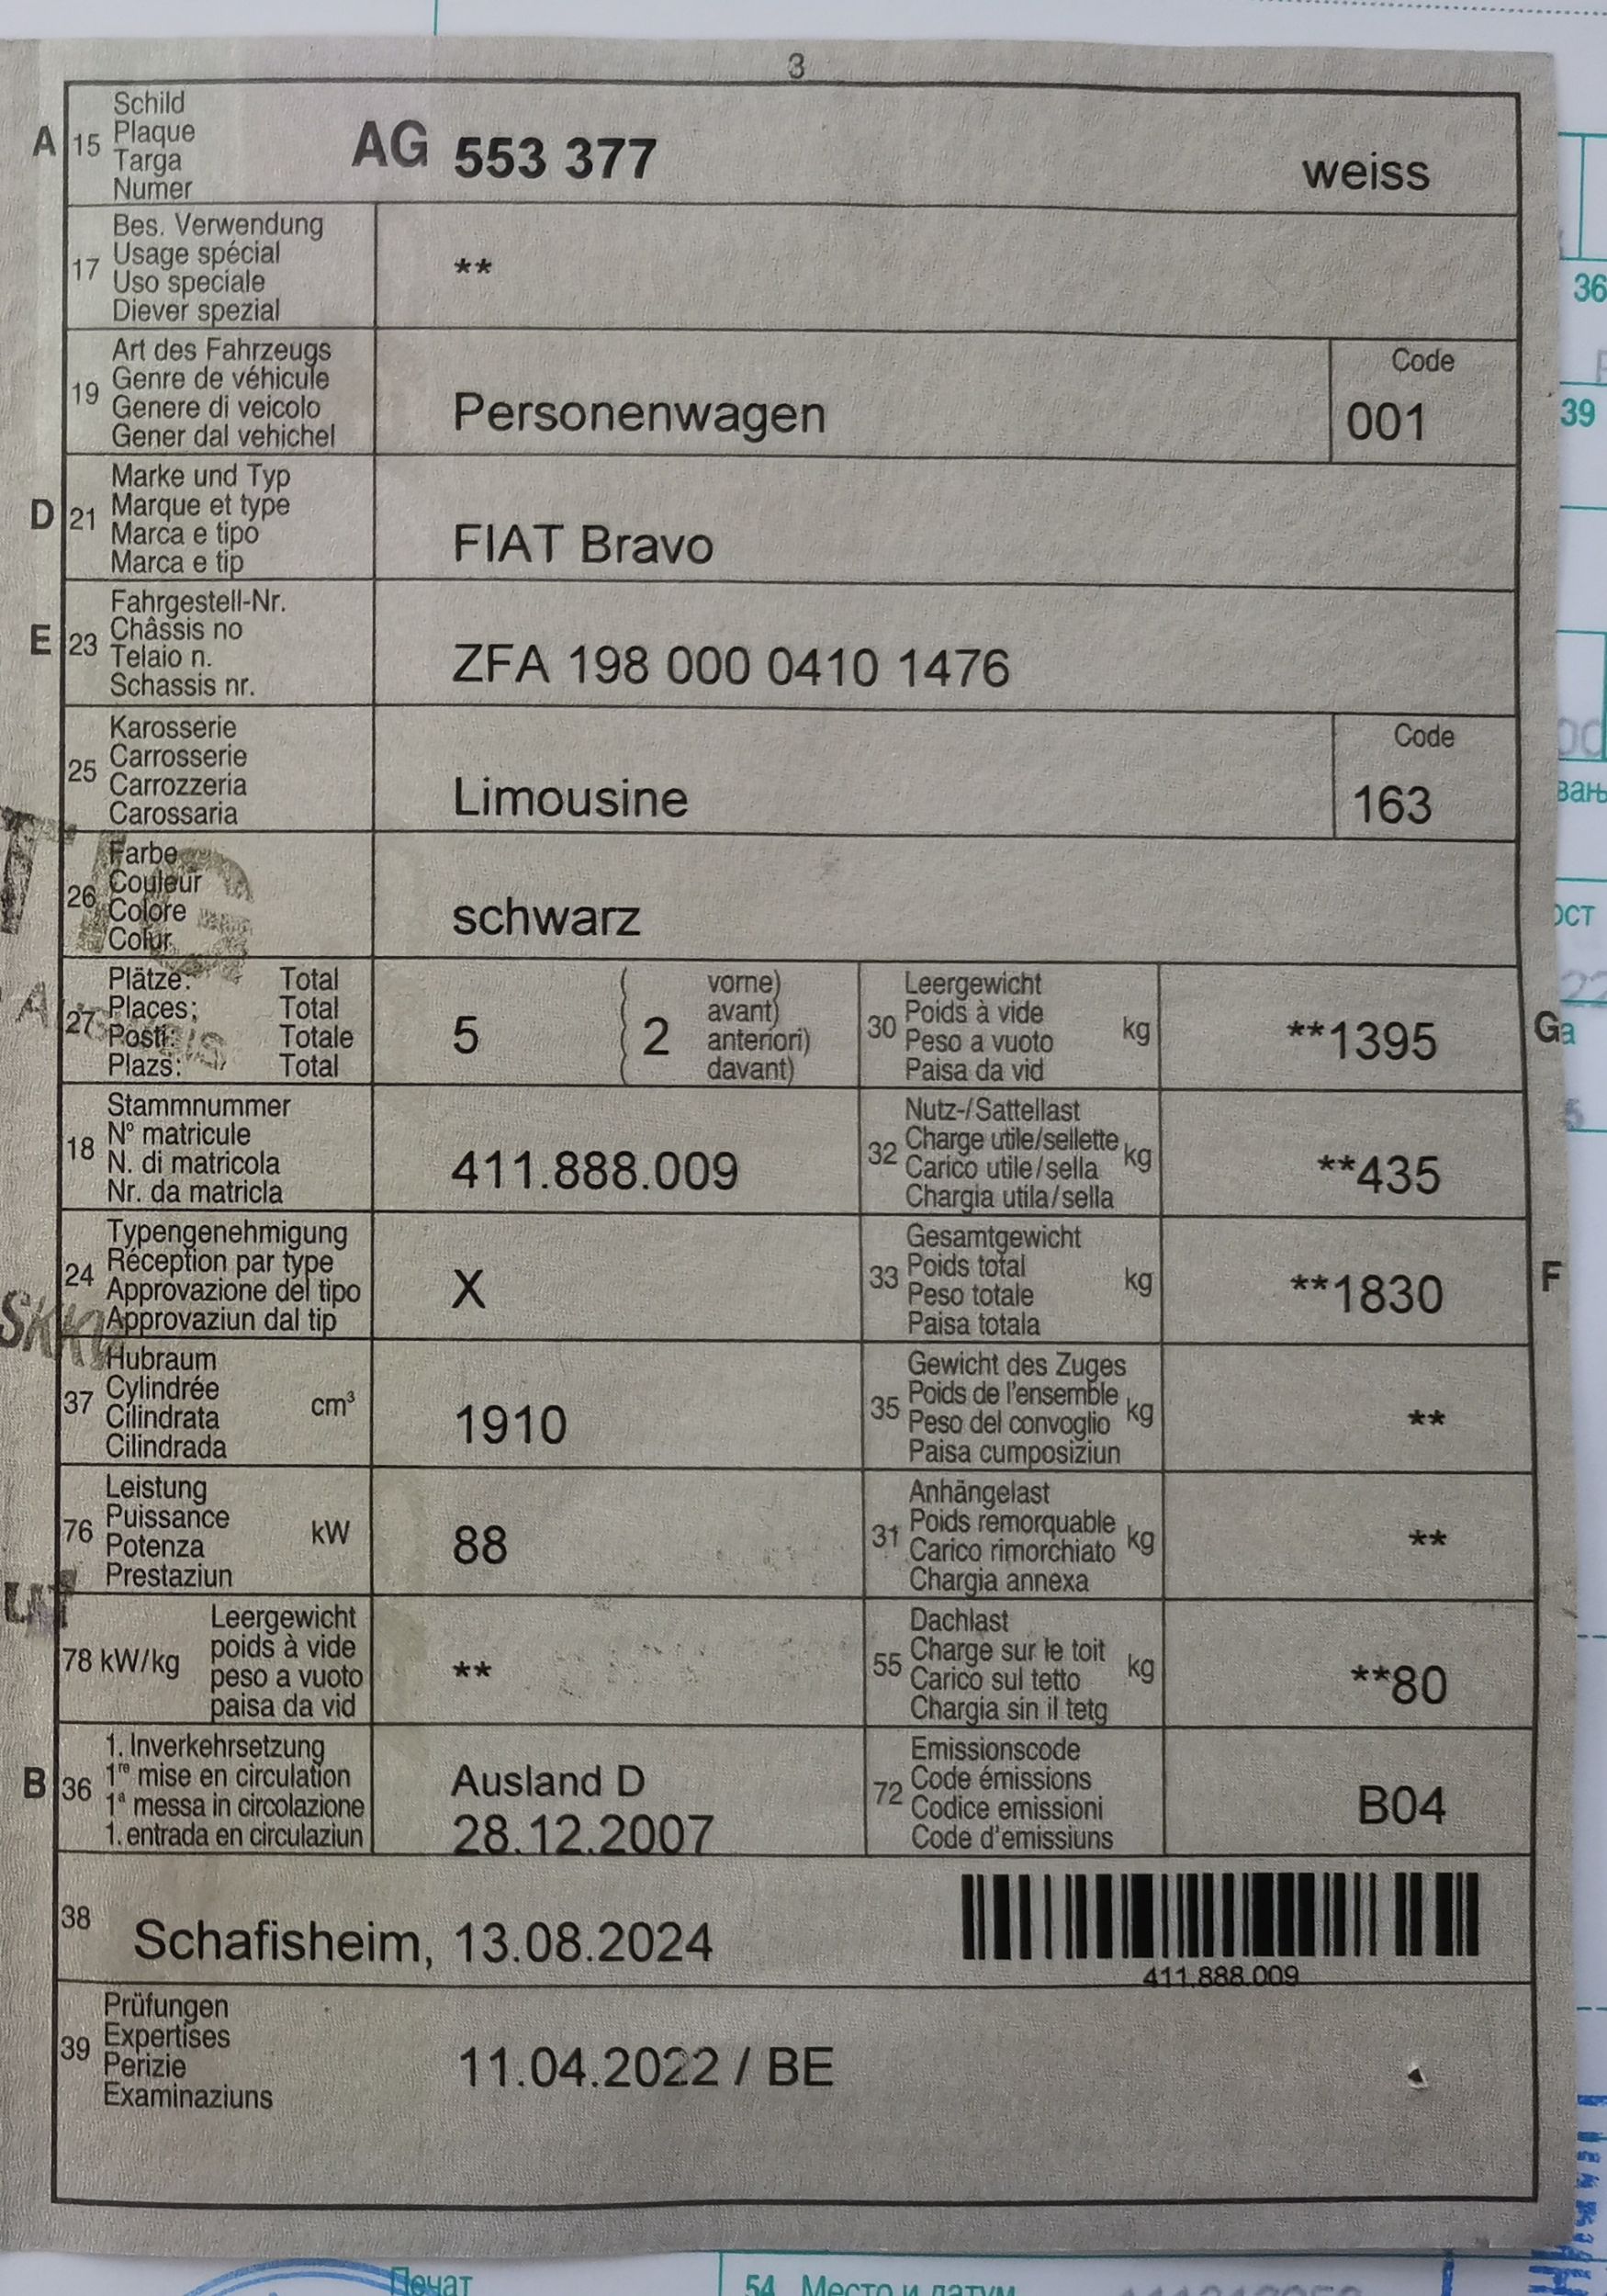 3
A 15 Schild
Plaque
Targa
Numer
AG 553 377 weiss
17 Bes. Verwendung
Usage spécial
Uso speciale
Diever spezial
**
19 Art des Fahrzeugs
Genre de véhicule
Genere di veicolo
Gener dal vehichel
Personenwagen
Code
001
D 21 Marke und Typ
Marque et type
Marca e tipo
Marca e tip
FIAT Bravo
E 23 Fahrgestell-Nr.
Châssis no
Telaio n.
Schassis nr.
ZFA 198 000 0410 1476
25 Karosserie
Carrosserie
Carrozzeria
Carossaria
Limousine
Code
163
26 Farbe
Couleur
Colore
Colur
schwarz
27 Plätze: Total
Places: Total
Posti: Totale
Plazs: Total
5 ( 2 vorne)
avant)
anteriori)
davant)
30 Leergewicht
Poids à vide
Peso a vuoto
Paisa da vid
kg
**1395
G
18 Stammnummer
N° matricule
N. di matricola
Nr. da matricla
411.888.009
32 Nutz-/Sattellast
Charge utile/sellette
Carico utile/sella
Chargia utila/sella
kg
**435
24 Typengenehmigung
Réception par type
Approvazione del tipo
Approvaziun dal tip
X
33 Gesamtgewicht
Poids total
Peso totale
Paisa totala
kg
**1830
F
37 Hubraum
Cylindrée
Cilindrata
Cilindrada
cm³
1910
35 Gewicht des Zuges
Poids de l'ensemble
Peso del convoglio
Paisa cumposiziun
kg
**
76 Leistung
Puissance
Potenza
Prestaziun
kW
88
31 Anhängelast
Poids remorquable
Carico rimorchiato
Chargia annexa
kg
**
78 kW/kg Leergewicht
poids à vide
peso a vuoto
paisa da vid
**
55 Dachlast
Charge sur le toit
Carico sul tetto
Chargia sin il tetg
kg
**80
B 36 1. Inverkehrsetzung
1re mise en circulation
1a messa in circolazione
1. entrada en circulaziun
Ausland D
28.12.2007
72 Emissionscode
Code émissions
Codice emissioni
Code d'emissiuns
B04
38 Schafisheim, 13.08.2024
411.888.009
39 Prüfungen
Expertises
Perizie
Examinaziuns
11.04.2022 / BE
36
39
Печат
54 Место и датум